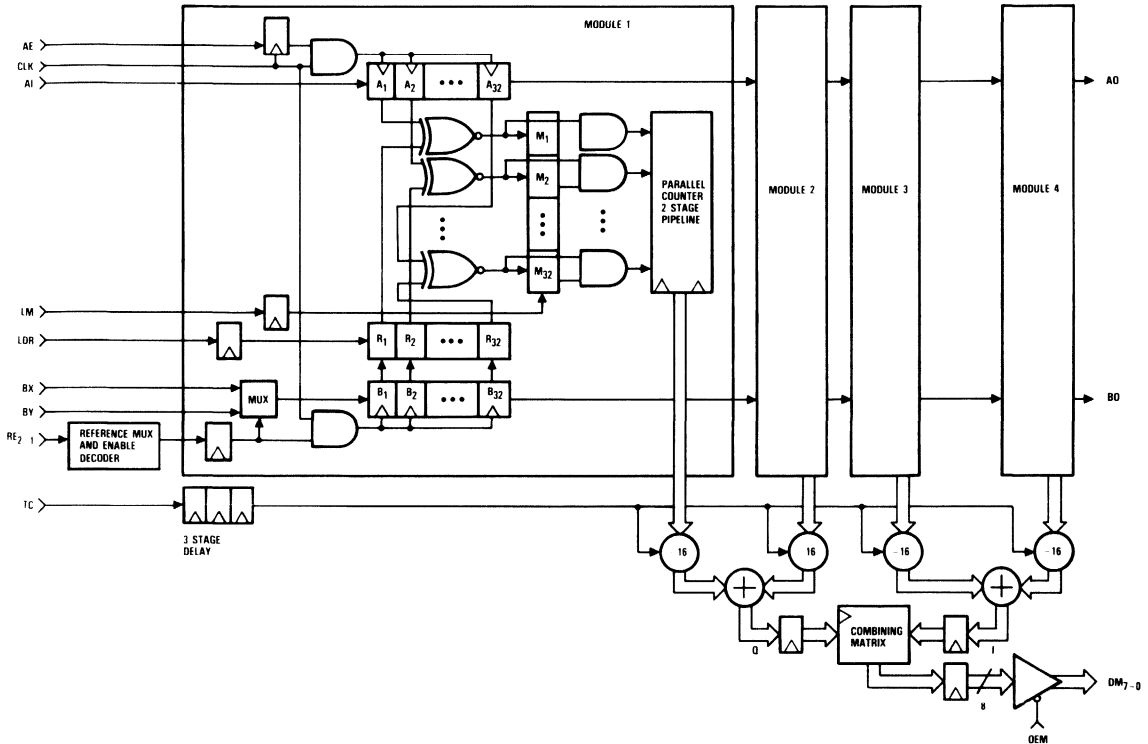 MODULE 1
AE
CLK
AI
A1 A2 ••• A32
AO
M1
M2
M32
PARALLEL
COUNTER
2 STAGE
PIPELINE
MODULE 2
MODULE 3
MODULE 4
LM
LDR
R1 R2 ••• R32
BX
BY
MUX
B1 B2 ••• B32
BO
RE2 1
REFERENCE MUX
AND ENABLE
DECODER
TC
3 STAGE
DELAY
16
16
-16
-16
+
+
Q
COMBINING
MATRIX
I
8
DM7-0
OEM